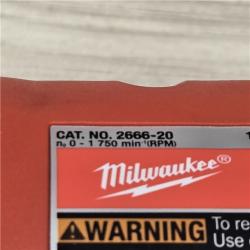 CAT. NO. 2666-20
n₀ 0 - 1 750 min⁻¹(RPM)
Milwaukee®
WARNING
To re
Use